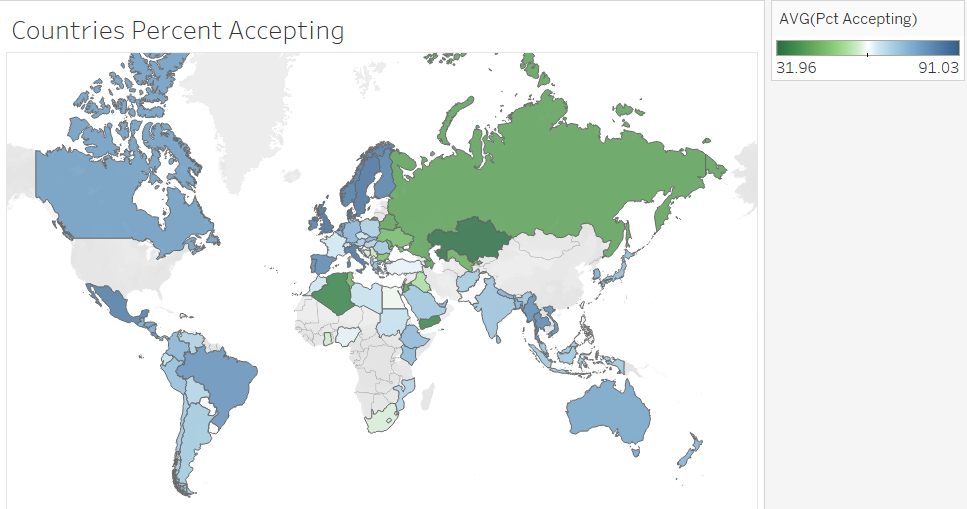 Countries Percent Accepting
AVG(Pct Accepting)
31.96 91.03